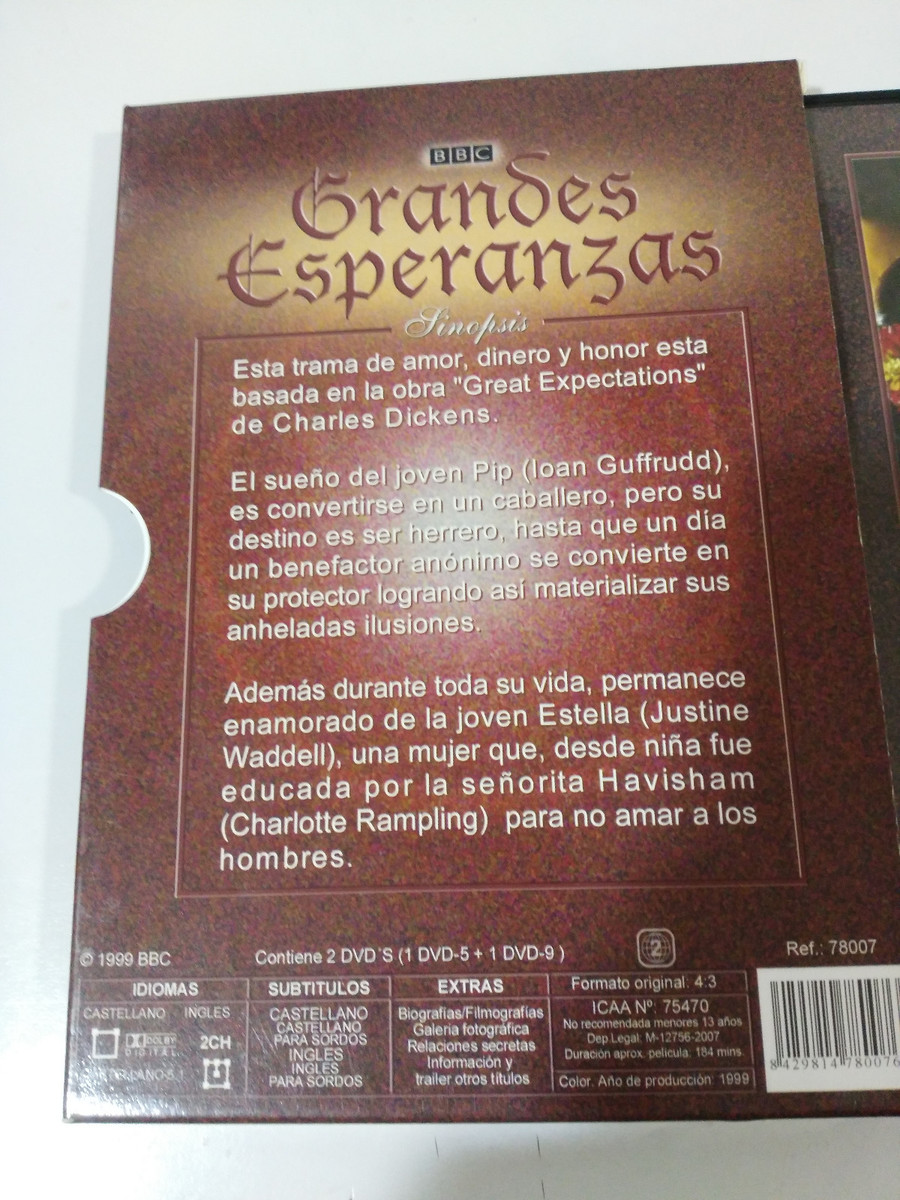 BBC
Grandes
Esperanzas
Sinopsis
Esta trama de amor, dinero y honor esta
basada en la obra "Great Expectations"
de Charles Dickens.
El sueño del joven Pip (Ioan Guffrudd),
es convertirse en un caballero, pero su
destino es ser herrero, hasta que un día
un benefactor anónimo se convierte en
su protector logrando así materializar sus
anheladas ilusiones.
Además durante toda su vida, permanece
enamorado de la joven Estella (Justine
Waddell), una mujer que, desde niña fue
educada por la señorita Havisham
(Charlotte Rampling) para no amar a los
hombres.
© 1999 BBC
Contiene 2 DVD´S (1 DVD-5 + 1 DVD-9 )
2
Ref.: 78007
IDIOMAS
CASTELLANO INGLES
DOLBY
DIGITAL
2CH
SUBTITULOS
CASTELLANO
CASTELLANO
PARA SORDOS
INGLES
INGLES
PARA SORDOS
EXTRAS
Biografías/Filmografías
Galeria fotográfica
Relaciones secretas
Información y
trailer otros títulos
Formato original: 4:3
ICAA Nº: 75470
No recomendada menores 13 años
Dep.Legal: M-12756-2007
Duración aprox. película: 184 mins.
Color. Año de producción: 1999
8 429814 780076